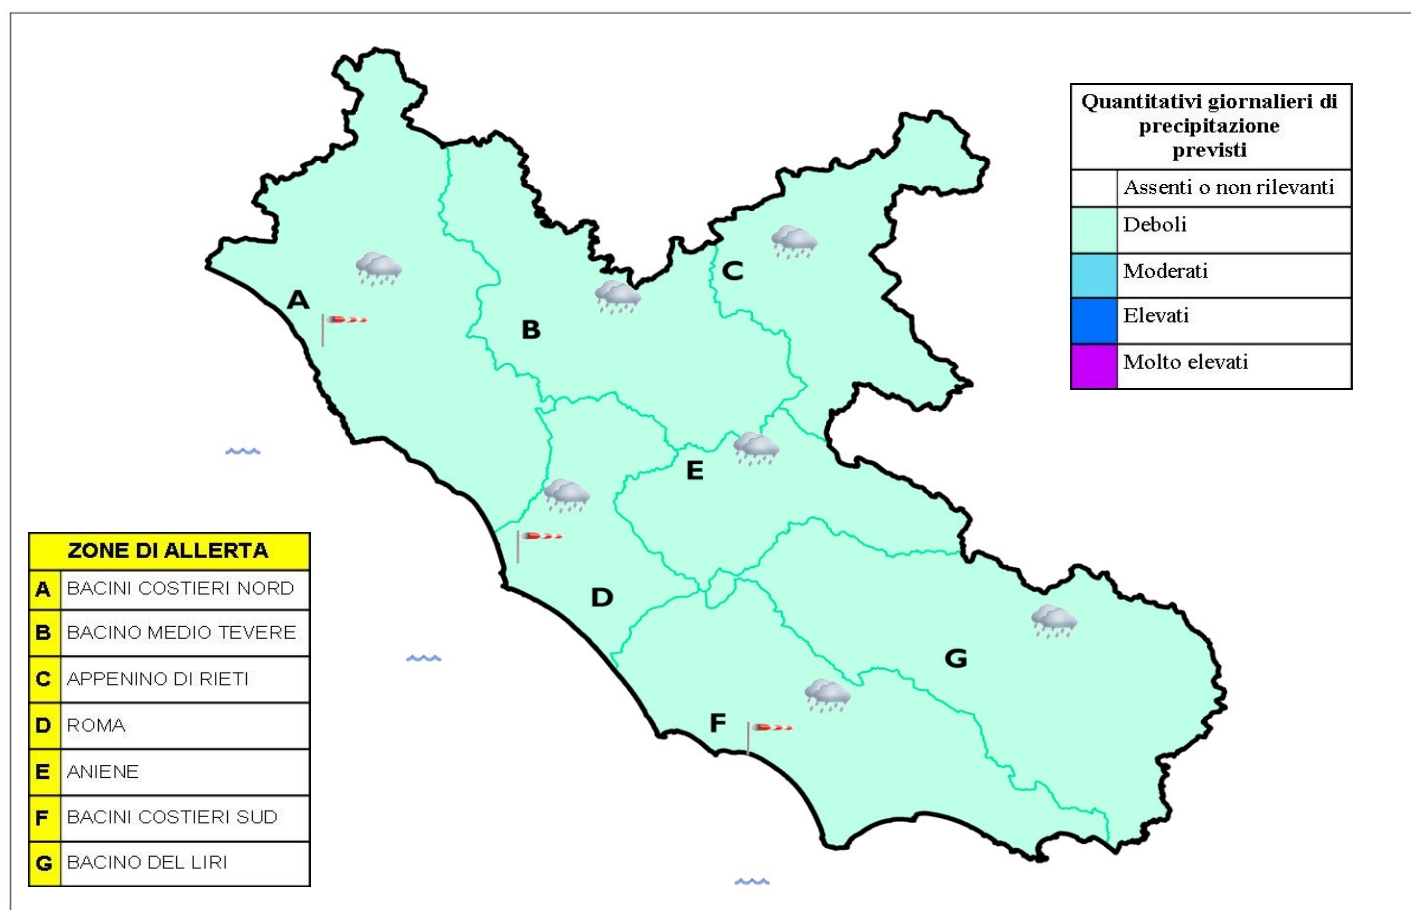 Quantitativi giornalieri di
precipitazione
previsti
Assenti o non rilevanti
Deboli
Moderati
Elevati
Molto elevati
A
B
C
D
E
F
G
ZONE DI ALLERTA
A BACINI COSTIERI NORD
B BACINO MEDIO TEVERE
C APPENINO DI RIETI
D ROMA
E ANIENE
F BACINI COSTIERI SUD
G BACINO DEL LIRI